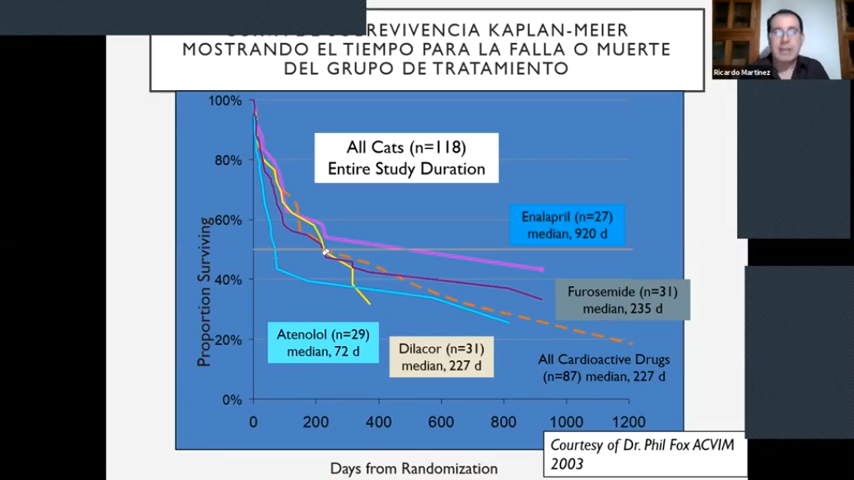 SOBREVIVENCIA KAPLAN-MEIER
MOSTRANDO EL TIEMPO PARA LA FALLA O MUERTE
DEL GRUPO DE TRATAMIENTO
Ricardo Martinez
100%
80%
60%
40%
20%
0%
Proportion Surviving
All Cats (n=118)
Entire Study Duration
Enalapril (n=27)
median, 920 d
Furosemide (n=31)
median, 235 d
Atenolol (n=29)
median, 72 d
Dilacor (n=31)
median, 227 d
All Cardioactive Drugs
(n=87) median, 227 d
0 200 400 600 800 1000 1200
Days from Randomization
Courtesy of Dr. Phil Fox ACVIM
2003